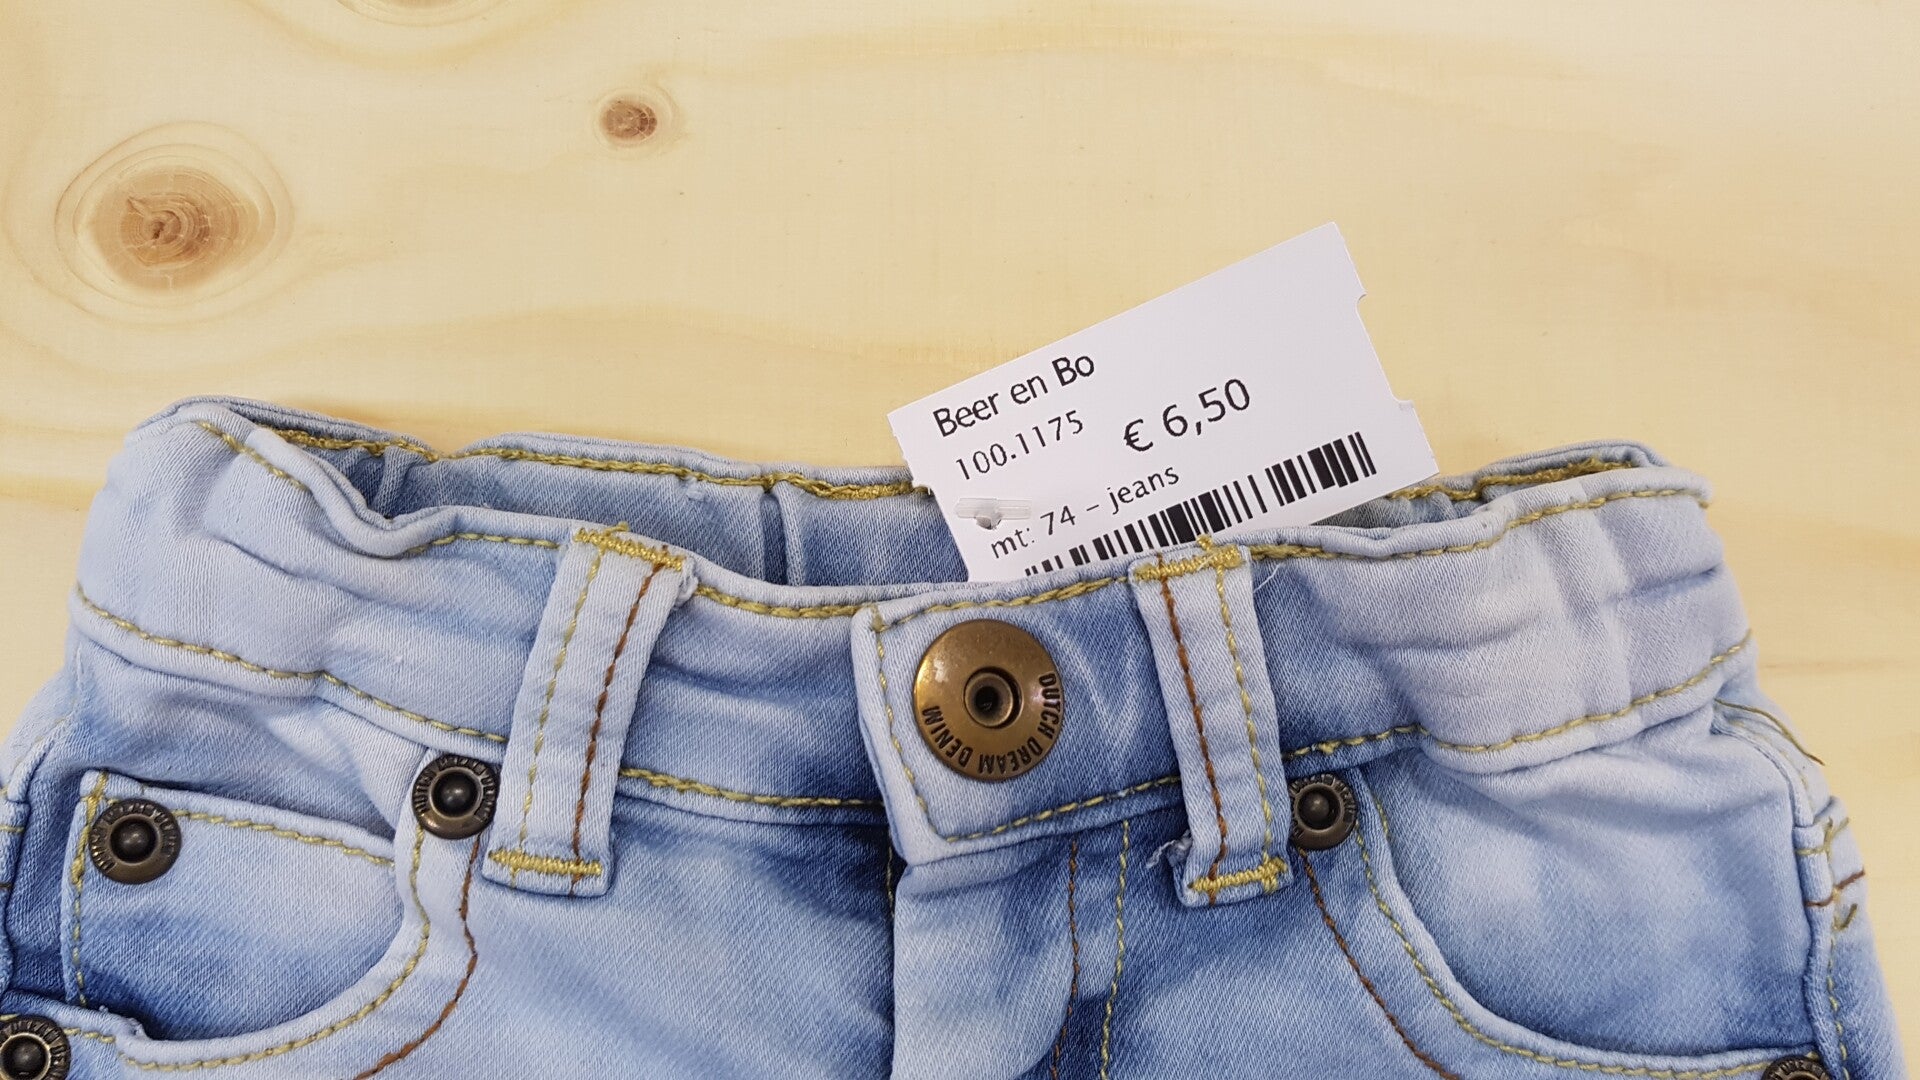 Beer en Bo
100.1175
€ 6,50
mt: 74 - jeans
DUTCH DREAM DENIM